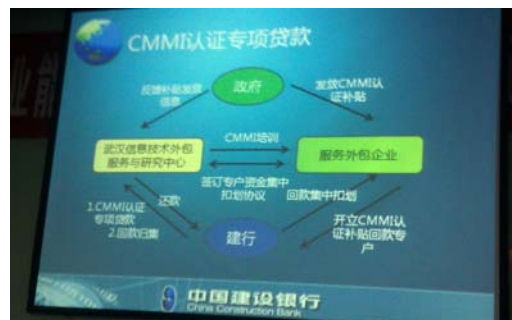 CMMI认证专项贷款
政府
反馈补贴发放
信息
发放CMMI认
证补贴
武汉信息技术外包
服务与研究中心
CMMI培训
服务外包企业
签订专户资金集中
扣划协议
回款集中扣划
还款
1.CMMI认证
专项贷款
2.回款归集
建行
开立CMMI认
证补贴回款专
户
中国建设银行
China Construction Bank